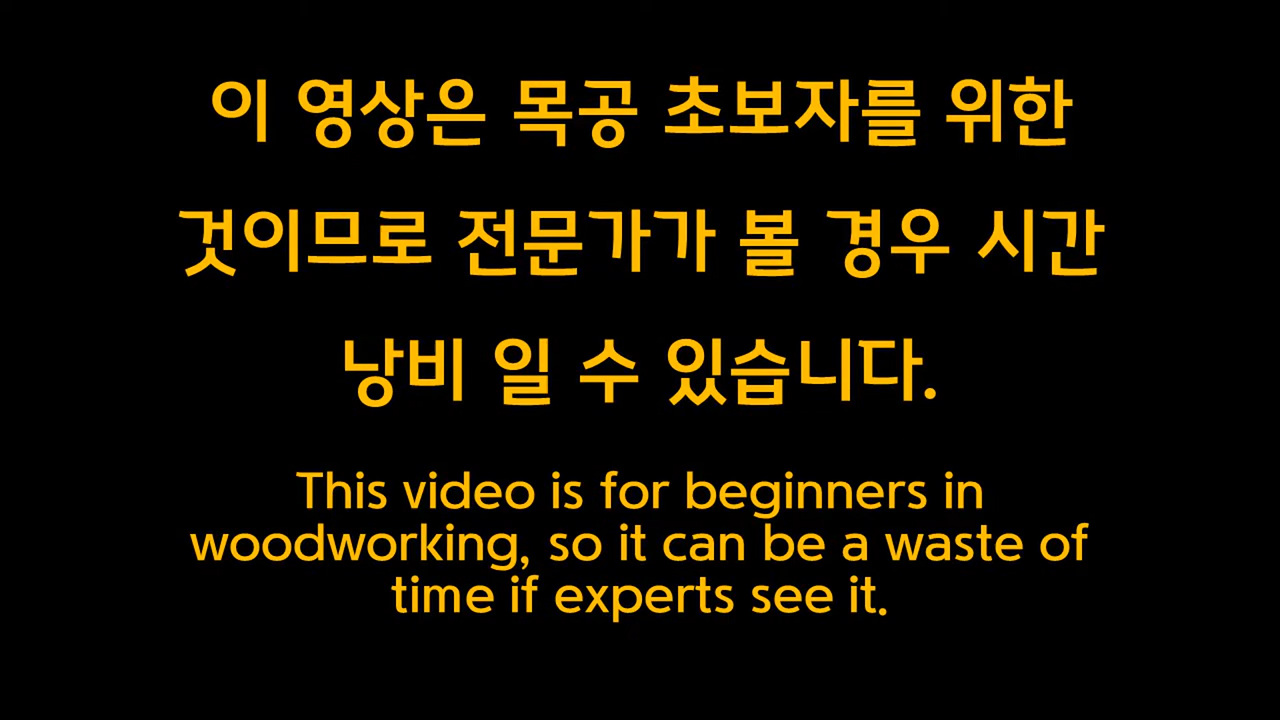 이 영상은 목공 초보자를 위한
것이므로 전문가가 볼 경우 시간
낭비 일 수 있습니다.
This video is for beginners in
woodworking, so it can be a waste of
time if experts see it.